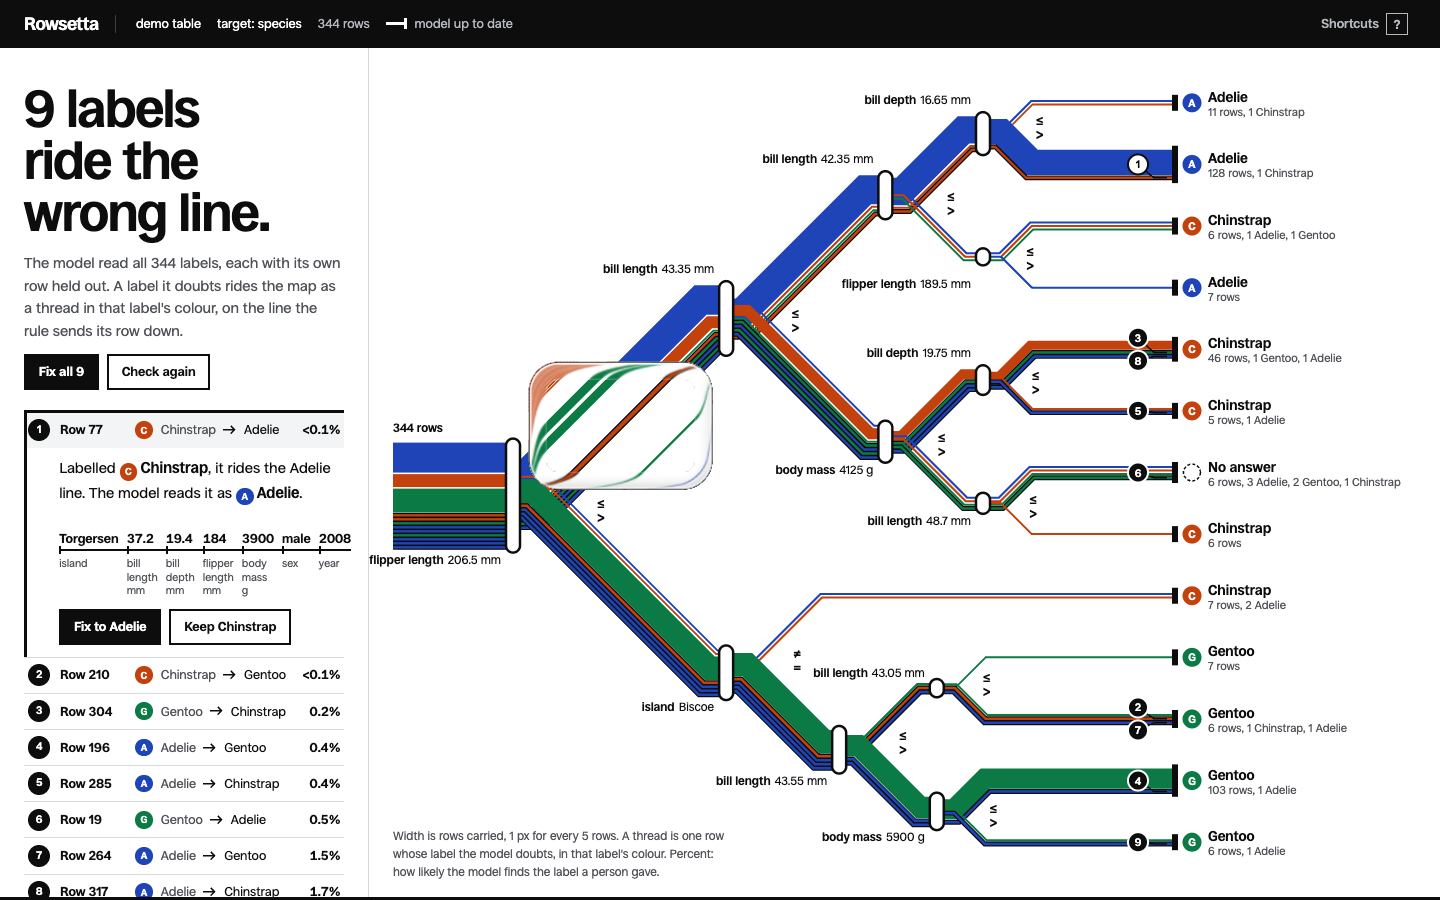 Rowsetta
demo table target: species 344 rows model up to date
Shortcuts ?
9 labels
ride the
wrong line.
The model read all 344 labels, each with its own
row held out. A label it doubts rides the map as
a thread in that label's colour, on the line the
rule sends its row down.
Fix all 9 Check again
1 Row 77 C Chinstrap → Adelie <0.1%
Labelled C Chinstrap, it rides the Adelie
line. The model reads it as A Adelie.
Torgersen 37.2 19.4 184 3900 male 2008
island bill length mm bill depth mm flipper length mm body mass g sex year
Fix to Adelie Keep Chinstrap
2 Row 210 C Chinstrap → Gentoo <0.1%
3 Row 304 G Gentoo → Chinstrap 0.2%
4 Row 196 A Adelie → Gentoo 0.4%
5 Row 285 A Adelie → Chinstrap 0.4%
6 Row 19 G Gentoo → Adelie 0.5%
7 Row 264 A Adelie → Gentoo 1.5%
8 Row 317 A Adelie → Chinstrap 1.7%
344 rows
flipper length 206.5 mm
≤
>
bill length 43.35 mm
≤
>
bill length 42.35 mm
≤
>
bill depth 16.65 mm
≤
>
flipper length 189.5 mm
≤
>
body mass 4125 g
≤
>
bill depth 19.75 mm
≤
>
bill length 48.7 mm
≤
>
island Biscoe
≠
=
bill length 43.55 mm
≤
>
bill length 43.05 mm
≤
>
body mass 5900 g
≤
>
A Adelie
11 rows, 1 Chinstrap
1 A Adelie
128 rows, 1 Chinstrap
C Chinstrap
6 rows, 1 Adelie, 1 Gentoo
A Adelie
7 rows
3 8 C Chinstrap
46 rows, 1 Gentoo, 1 Adelie
5 C Chinstrap
5 rows, 1 Adelie
6 No answer
6 rows, 3 Adelie, 2 Gentoo, 1 Chinstrap
C Chinstrap
6 rows
C Chinstrap
7 rows, 2 Adelie
G Gentoo
7 rows
2 7 G Gentoo
6 rows, 1 Chinstrap, 1 Adelie
4 G Gentoo
103 rows, 1 Adelie
9 G Gentoo
6 rows, 1 Adelie
Width is rows carried, 1 px for every 5 rows. A thread is one row
whose label the model doubts, in that label's colour. Percent:
how likely the model finds the label a person gave.